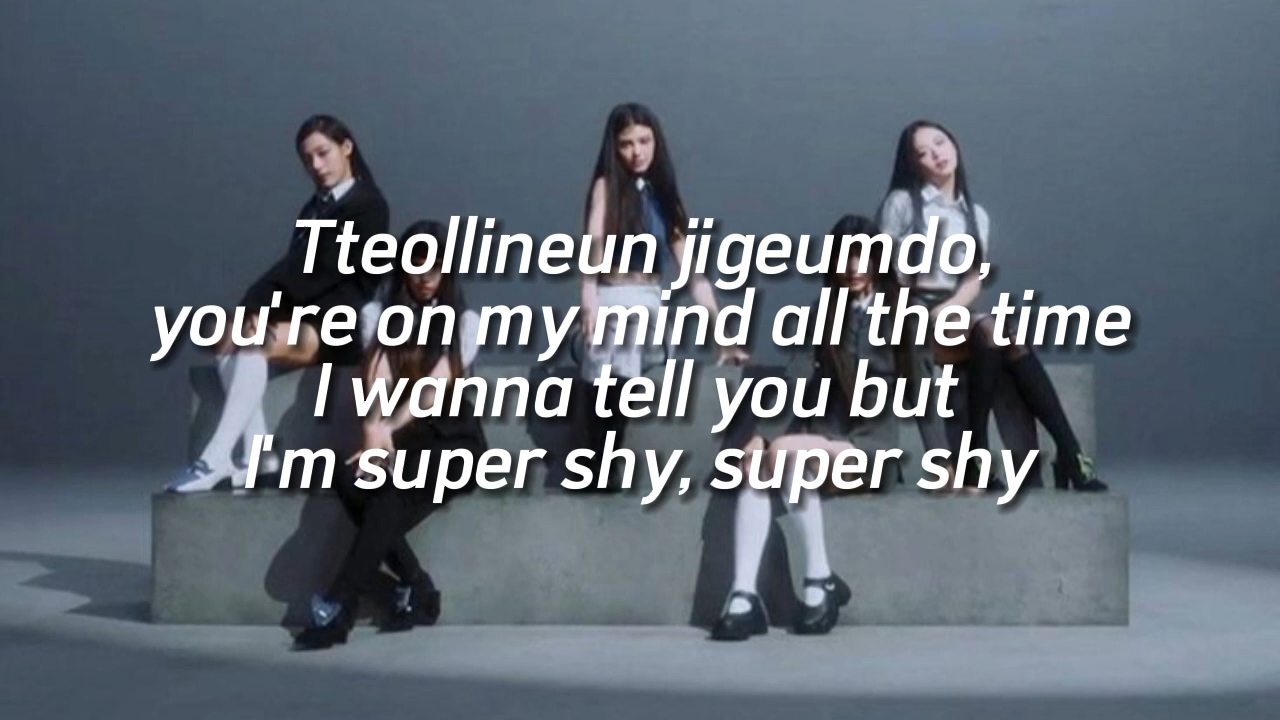 Tteollineun jigeumdo,
you're on my mind all the time
I wanna tell you but
I'm super shy, super shy